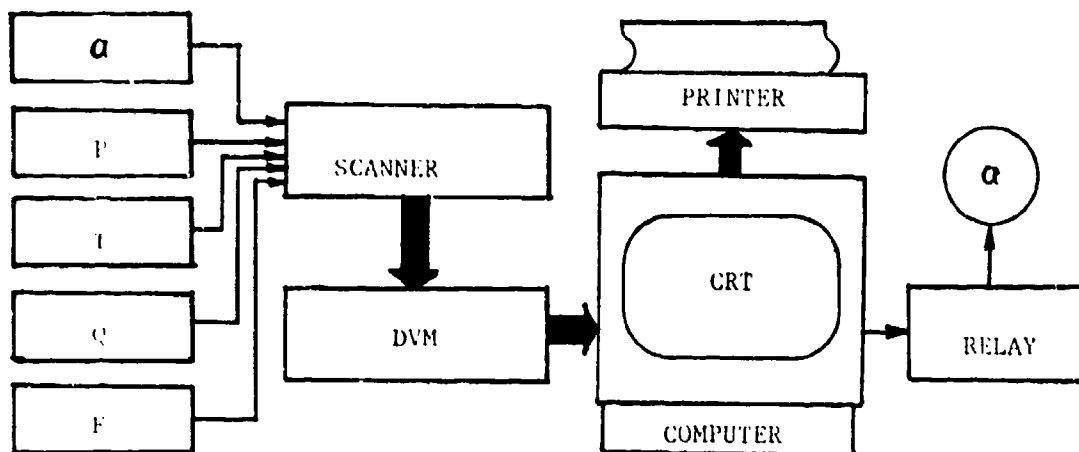 α
P
T
Q
F
SCANNER
DVM
PRINTER
CRT
COMPUTER
RELAY
α